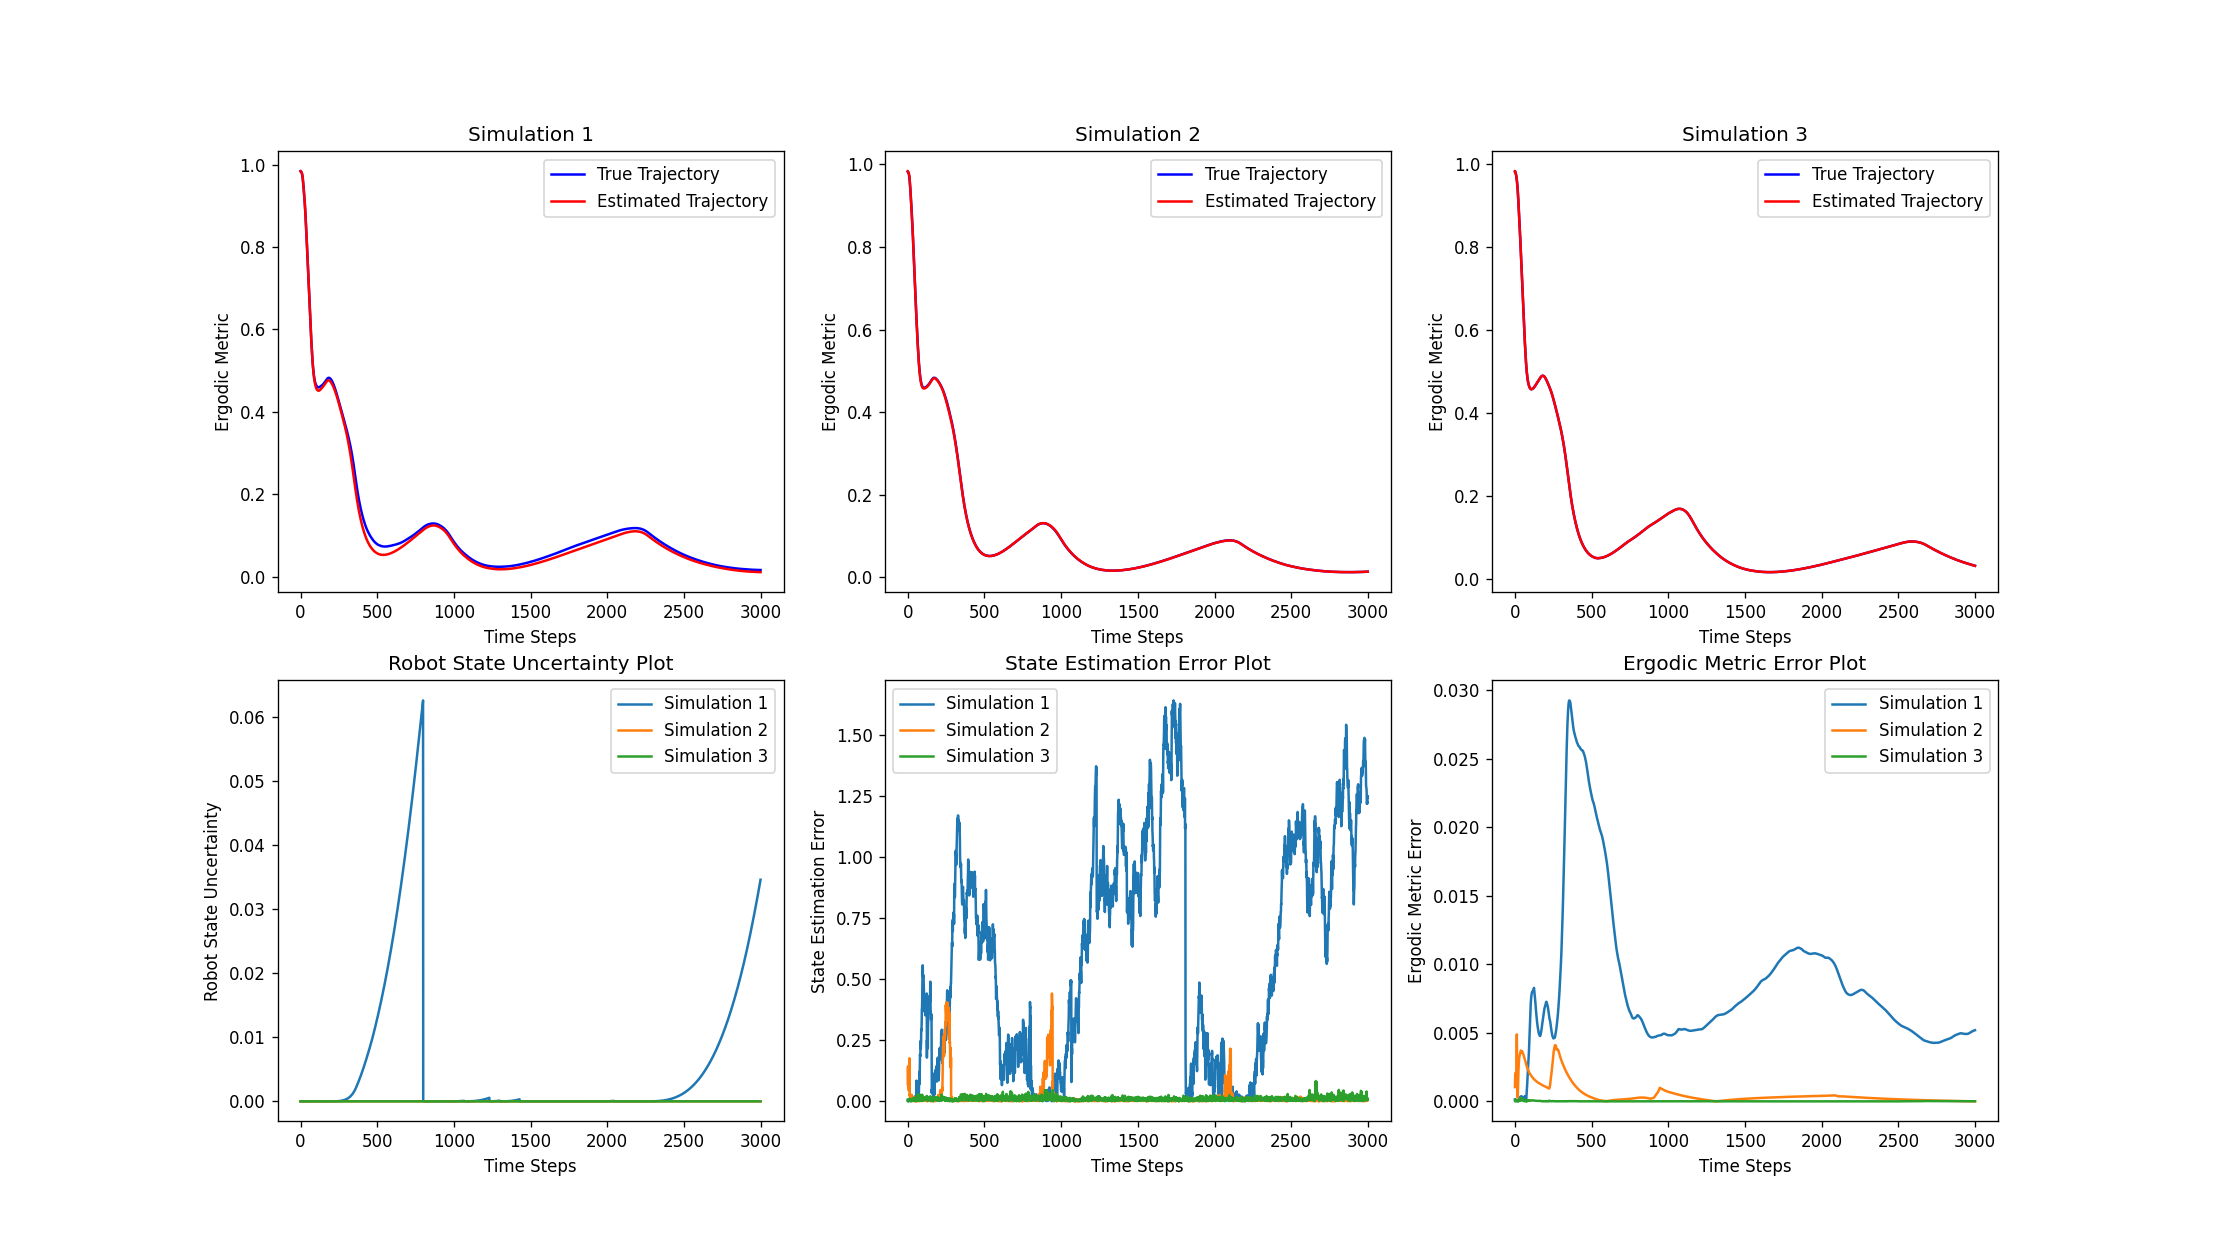 Simulation 1
Ergodic Metric
1.0
0.8
0.6
0.4
0.2
0.0
True Trajectory
Estimated Trajectory
0 500 1000 1500 2000 2500 3000
Time Steps
Simulation 2
Ergodic Metric
1.0
0.8
0.6
0.4
0.2
0.0
True Trajectory
Estimated Trajectory
0 500 1000 1500 2000 2500 3000
Time Steps
Simulation 3
Ergodic Metric
1.0
0.8
0.6
0.4
0.2
0.0
True Trajectory
Estimated Trajectory
0 500 1000 1500 2000 2500 3000
Time Steps
Robot State Uncertainty Plot
Robot State Uncertainty
0.06
0.05
0.04
0.03
0.02
0.01
0.00
Simulation 1
Simulation 2
Simulation 3
0 500 1000 1500 2000 2500 3000
Time Steps
State Estimation Error Plot
State Estimation Error
1.50
1.25
1.00
0.75
0.50
0.25
0.00
Simulation 1
Simulation 2
Simulation 3
0 500 1000 1500 2000 2500 3000
Time Steps
Ergodic Metric Error Plot
Ergodic Metric Error
0.030
0.025
0.020
0.015
0.010
0.005
0.000
Simulation 1
Simulation 2
Simulation 3
0 500 1000 1500 2000 2500 3000
Time Steps